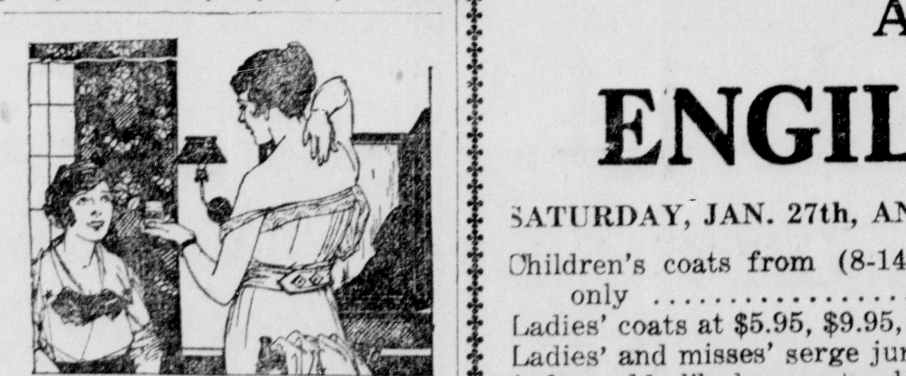 ENGIL
SATURDAY, JAN. 27th, AN
Children's coats from (8-14
only ..................
Ladies' coats at $5.95, $9.95,
Ladies' and misses' serge jur